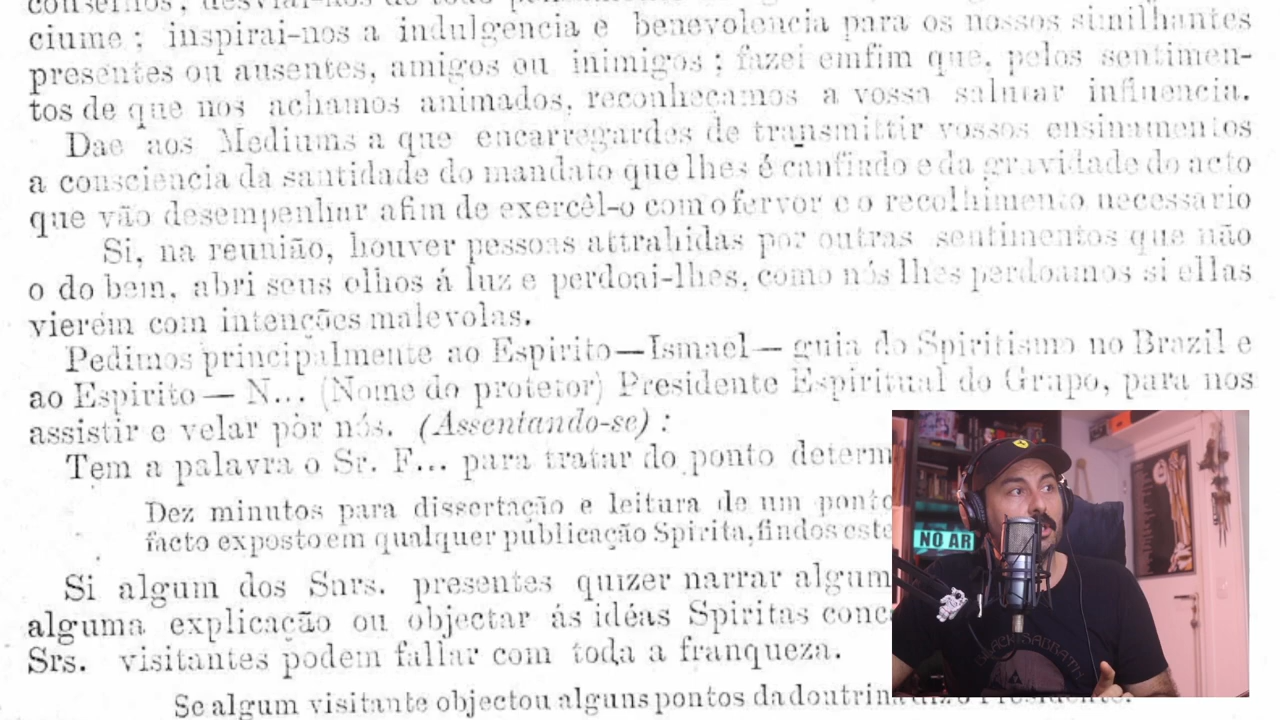 ciume ; inspirai-nos a indulgencia e benevolencia para os nossos similhantes
presentes ou ausentes, amigos ou inimigos ; fazei emfim que, pelos sentimen-
tos de que nos achamos animados, reconheçamos a vossa salutar influencia.
Dae aos Mediums a que encarregardes de transmittir vossos ensinamentos
a consciencia da santidade do mandato que lhes é canfiado e da gravidade do acto
que vão desempenhar afim de exercêl-o com o fervor e o recolhimento necessario
Si, na reunião, houver pessoas attrahidas por outras sentimentos que não
o do bem, abri seus olhos á luz e perdoai-lhes, como nós lhes perdoamos si ellas
vierem com intenções malevolas.
Pedimos principalmente ao Espirito—Ismael— guia do Spiritismo no Brazil e
ao Espirito — N... (Nome do protetor) Presidente Espiritual do Grupo, para nos
assistir e velar por nós. (Assentando-se) :
Tem a palavra o Sr. F... para tratar do ponto determ
Dez minutos para dissertação e leitura de um ponto
facto exposto em qualquer publicação Spirita, findos este
NO AR
Si algum dos Snrs. presentes quizer narrar algum
alguma explicação ou objectar ás idéas Spiritas conc
Srs. visitantes podem fallar com toda a franqueza.
BLACK SABBATH
Se algum visitante objectou alguns pontos da doutrina